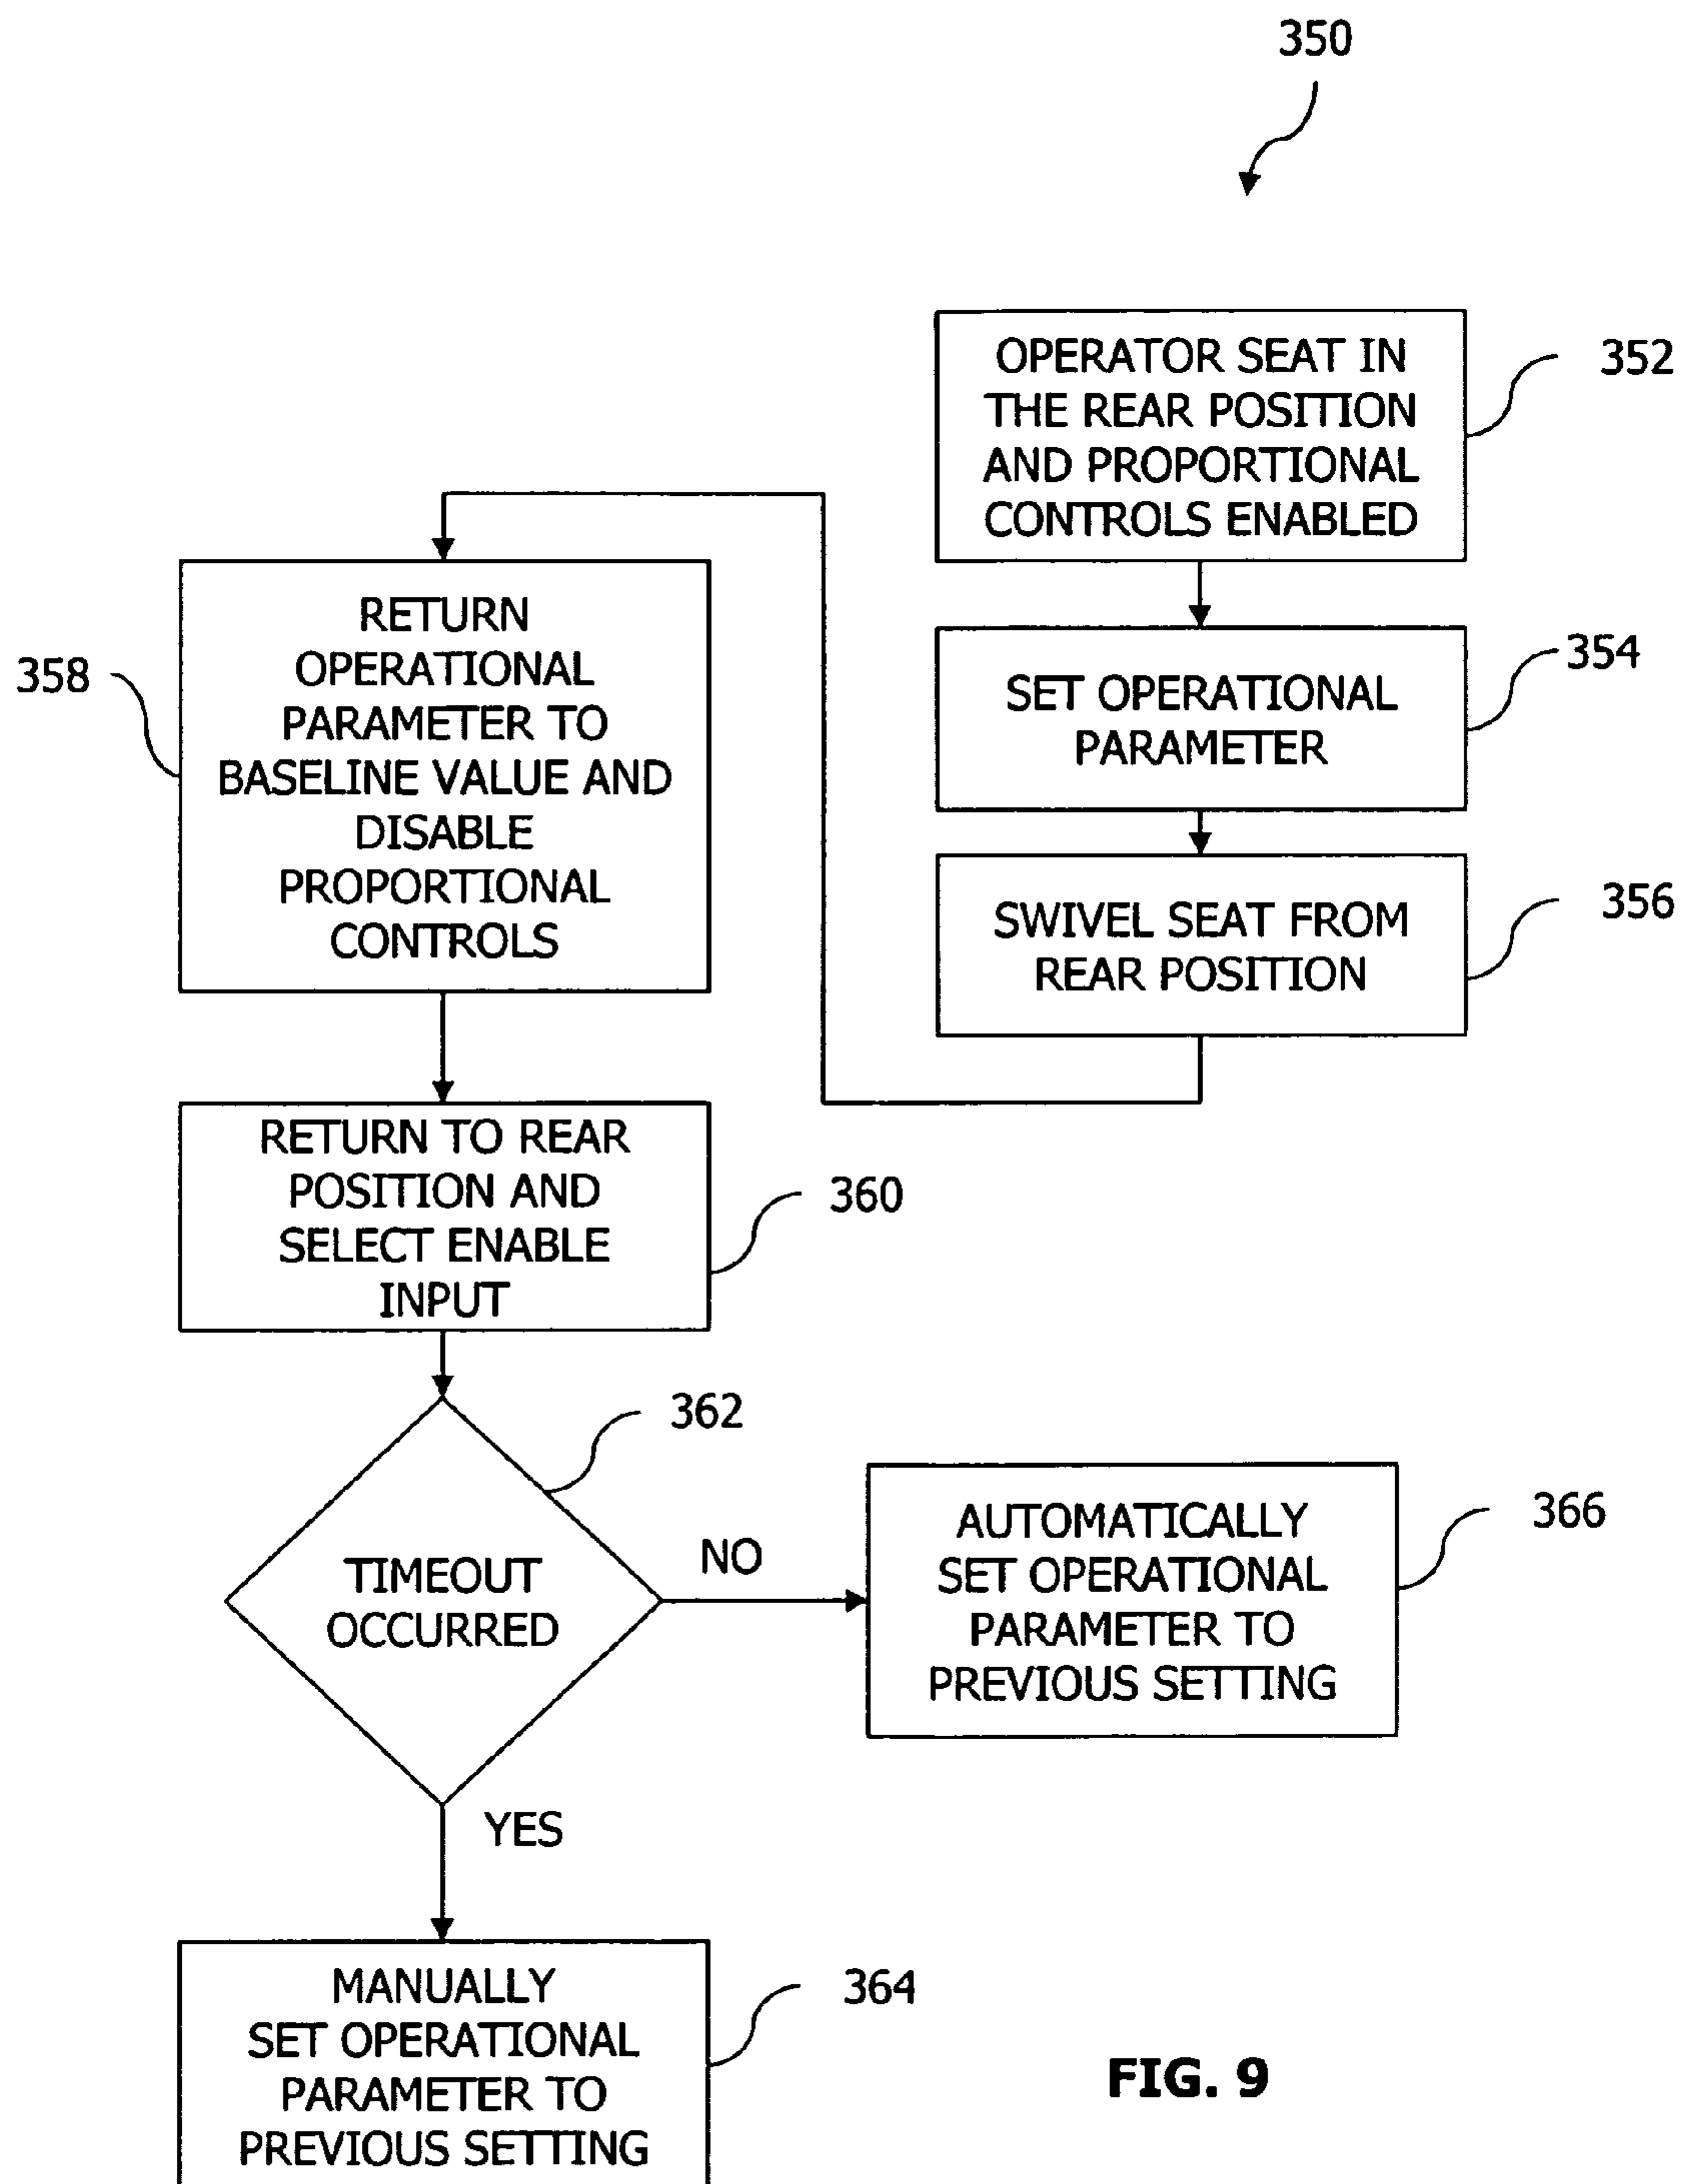 350
OPERATOR SEAT IN
THE REAR POSITION
AND PROPORTIONAL
CONTROLS ENABLED
352
SET OPERATIONAL
PARAMETER
354
SWIVEL SEAT FROM
REAR POSITION
356
RETURN
OPERATIONAL
PARAMETER TO
BASELINE VALUE AND
DISABLE
PROPORTIONAL
CONTROLS
358
RETURN TO REAR
POSITION AND
SELECT ENABLE
INPUT
360
TIMEOUT
OCCURRED
362
NO
AUTOMATICALLY
SET OPERATIONAL
PARAMETER TO
PREVIOUS SETTING
366
YES
MANUALLY
SET OPERATIONAL
PARAMETER TO
PREVIOUS SETTING
364
FIG. 9